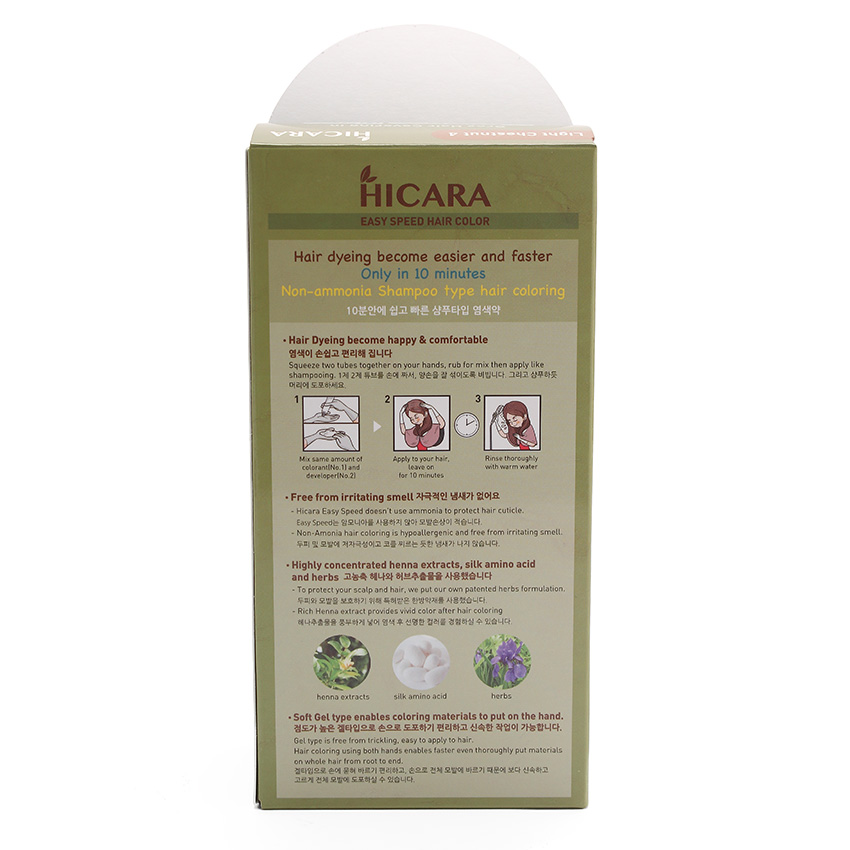 HICARA
Light Chestnut 4
HICARA
EASY SPEED HAIR COLOR
Hair dyeing become easier and faster
Only in 10 minutes
Non-ammonia Shampoo type hair coloring
10분안에 쉽고 빠른 샴푸타입 염색약
• Hair Dyeing become happy & comfortable
염색이 손쉽고 편리해 집니다
Squeeze two tubes together on your hands, rub for mix then apply like
shampooing. 1제 2제 튜브를 손에 짜서, 양손을 잘 섞이도록 버빕니다. 그리고 샴푸하듯
머리에 도포하세요.
1 2 3
Mix same amount of
colorant(No.1) and
developer(No.2)
Apply to your hair,
leave on
for 10 minutes
Rinse thoroughly
with warm water
• Free from irritating smell 자극적인 냄새가 없어요
- Hicara Easy Speed doesn't use ammonia to protect hair cuticle.
Easy Speed는 암모니아를 사용하지 않아 모발손상이 적습니다.
- Non-Amonia hair coloring is hypoallergenic and free from irritating smell.
두피 및 모발에 저자극성이고 코를 찌르는 듯한 냄새가 나지 않습니다.
• Highly concentrated henna extracts, silk amino acid
and herbs 고농축 헤나와 허브추출물을 사용했습니다
- To protect your scalp and hair, we put our own patented herbs formulation.
두피와 모발을 보호하기 위해 특허받은 한방약재를 사용했습니다.
- Rich Henna extract provides vivid color after hair coloring
헤나추출물을 풍부하게 넣어 염색 후 선명한 컬러를 경험하실 수 있습니다.
henna extracts
silk amino acid
herbs
• Soft Gel type enables coloring materials to put on the hand.
점도가 높은 겔타입으로 손으로 도포하기 편리하고 신속한 작업이 가능합니다.
Gel type is free from trickling, easy to apply to hair.
Hair coloring using both hands enables faster even thoroughly put materials
on whole hair from root to end.
겔타입으로 손에 묻혀 바르기 편리하고, 손으로 전체 모발에 바르기 때문에 보다 신속하고
고르게 전체 모발에 도포하실 수 있습니다.